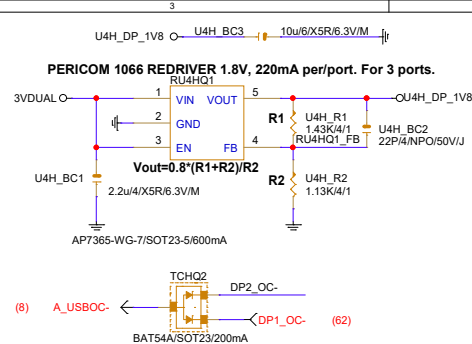 3
U4H_DP_1V8 U4H_BC3 10u/6/X5R/6.3V/M
PERICOM 1066 REDRIVER 1.8V, 220mA per/port. For 3 ports.
RU4HQ1
3VDUAL 1 VIN VOUT 5 U4H_DP_1V8
2 GND
R1 U4H_R1
1.43K/4/1
RU4HQ1_FB
3 EN FB 4
U4H_BC2
22P/4/NPO/50V/J
Vout=0.8*(R1+R2)/R2
U4H_BC1
2.2u/4/X5R/6.3V/M
R2 U4H_R2
1.13K/4/1
AP7365-WG-7/SOT23-5/600mA
TCHQ2
DP2_OC-
(8) A_USBOC-
DP1_OC- (62)
BAT54A/SOT23/200mA